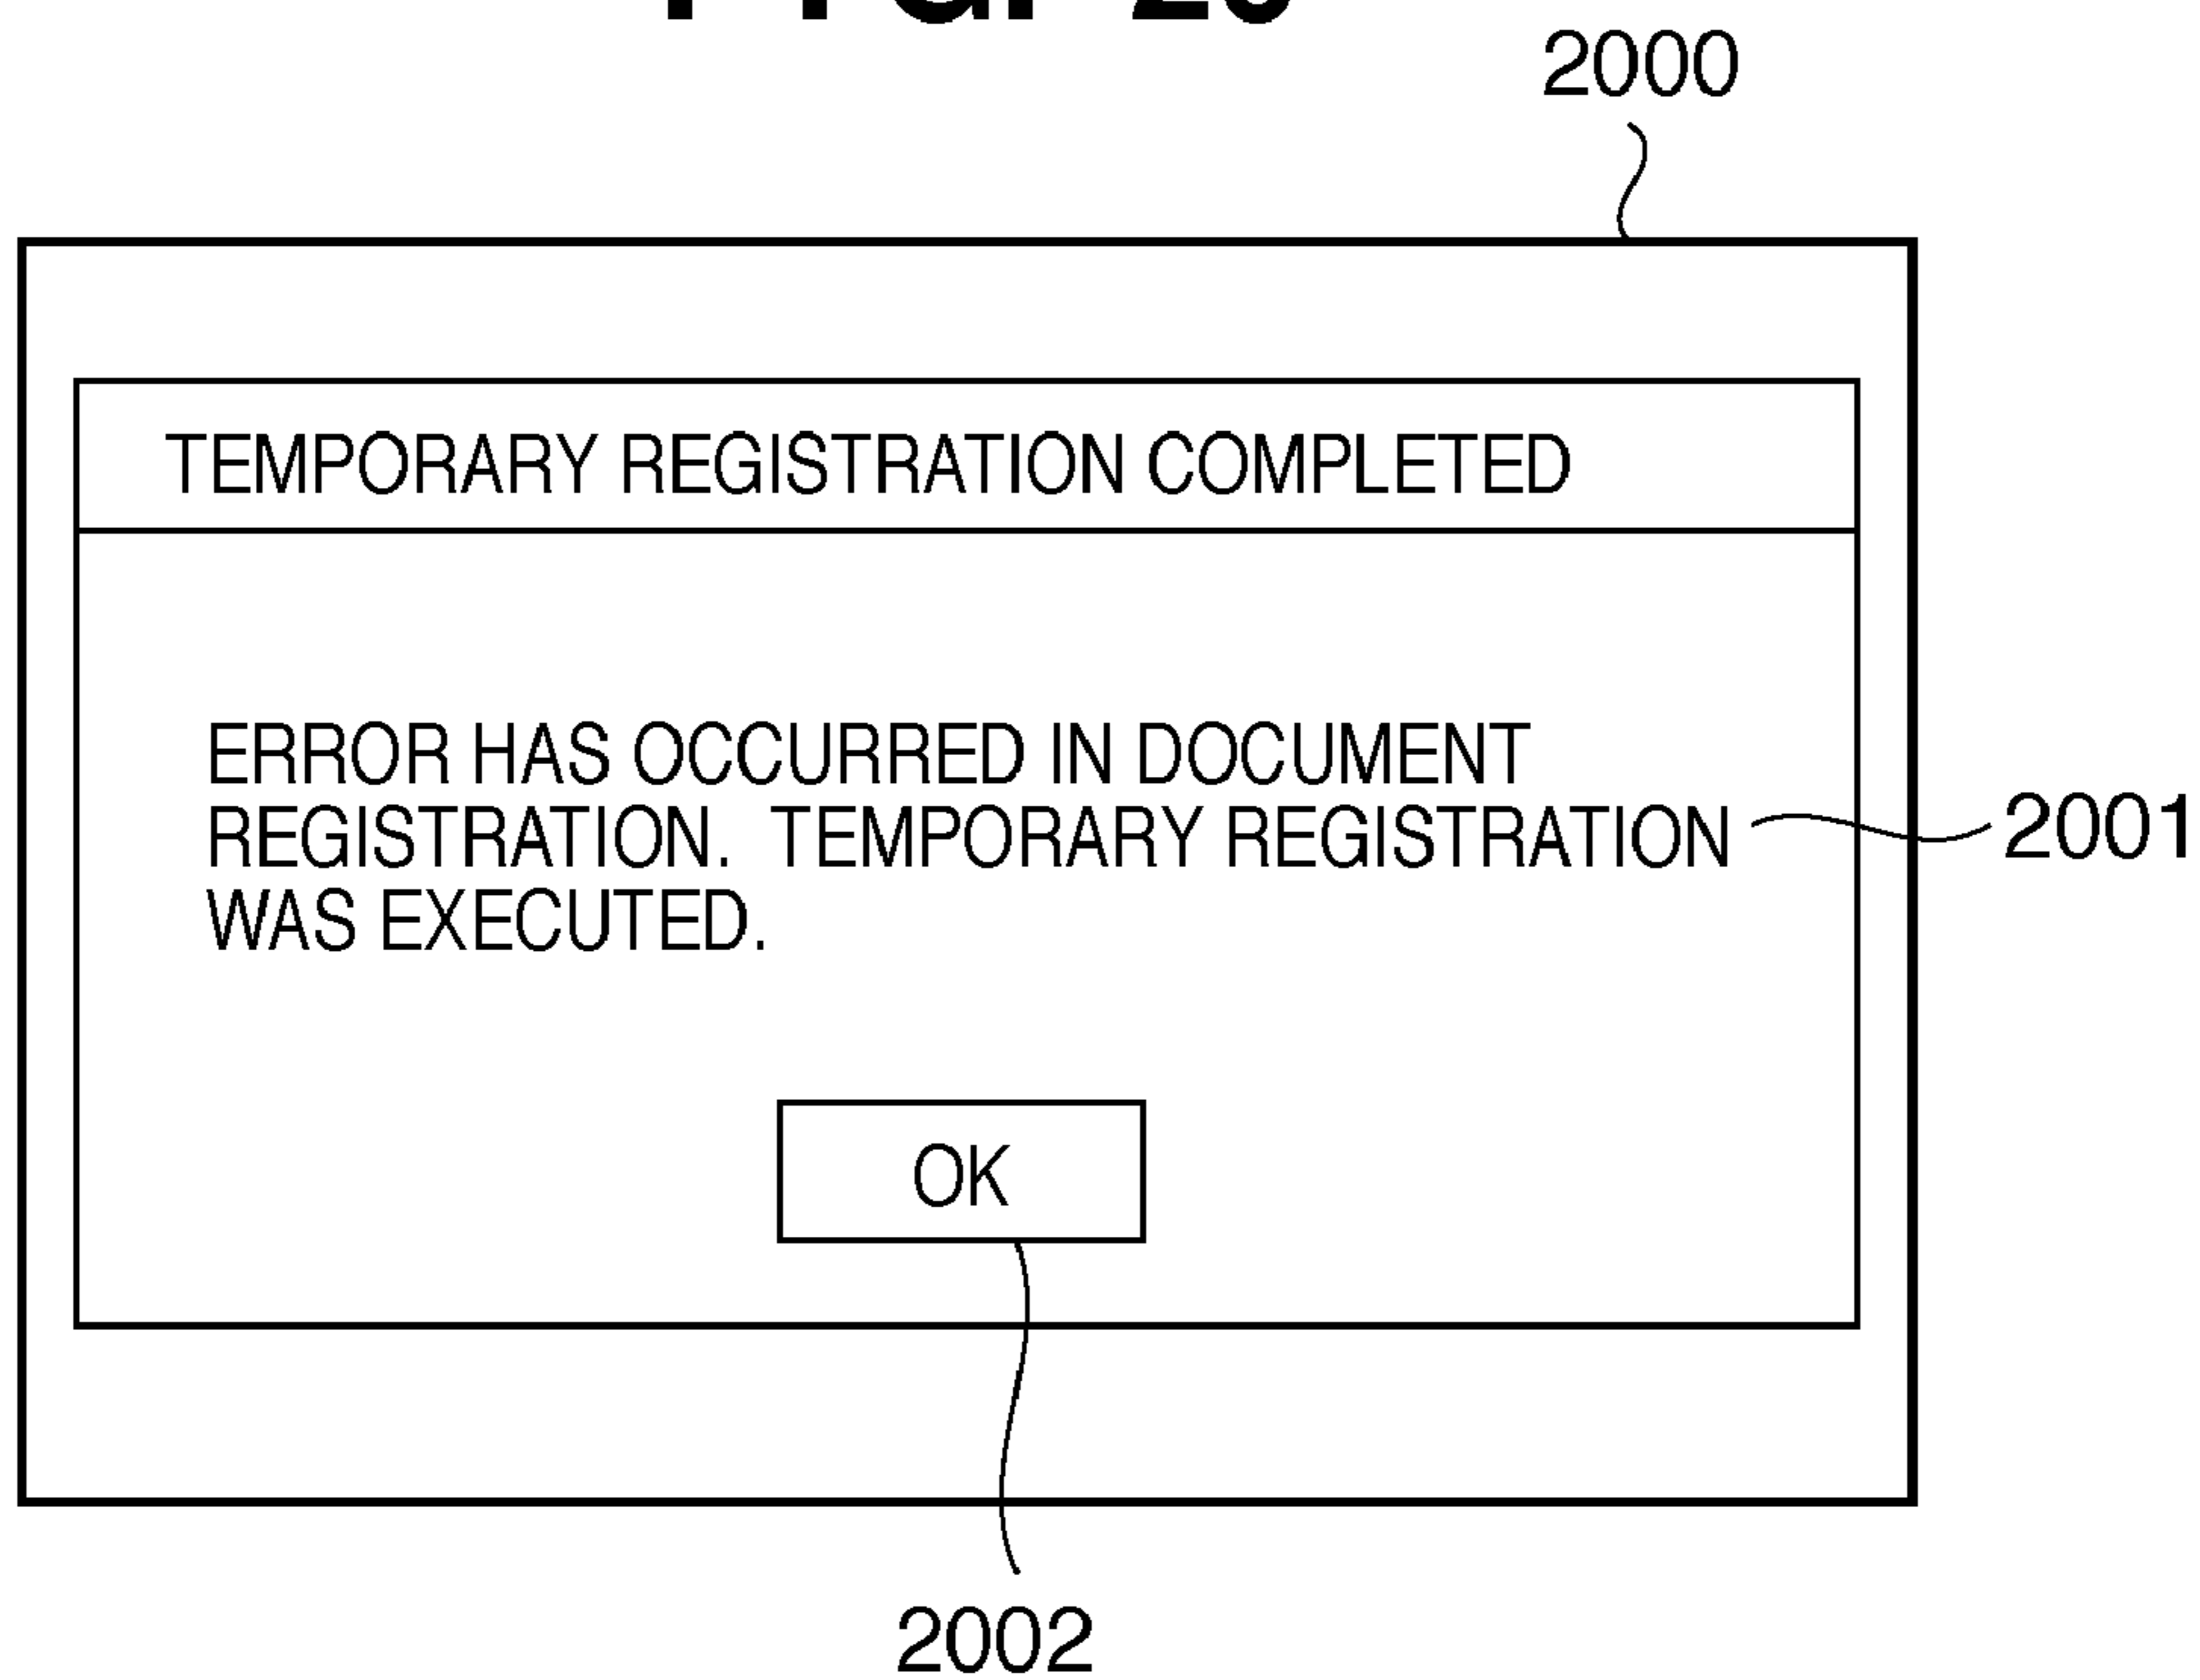 2000
TEMPORARY REGISTRATION COMPLETED
ERROR HAS OCCURRED IN DOCUMENT
REGISTRATION. TEMPORARY REGISTRATION
WAS EXECUTED.
2001
OK
2002